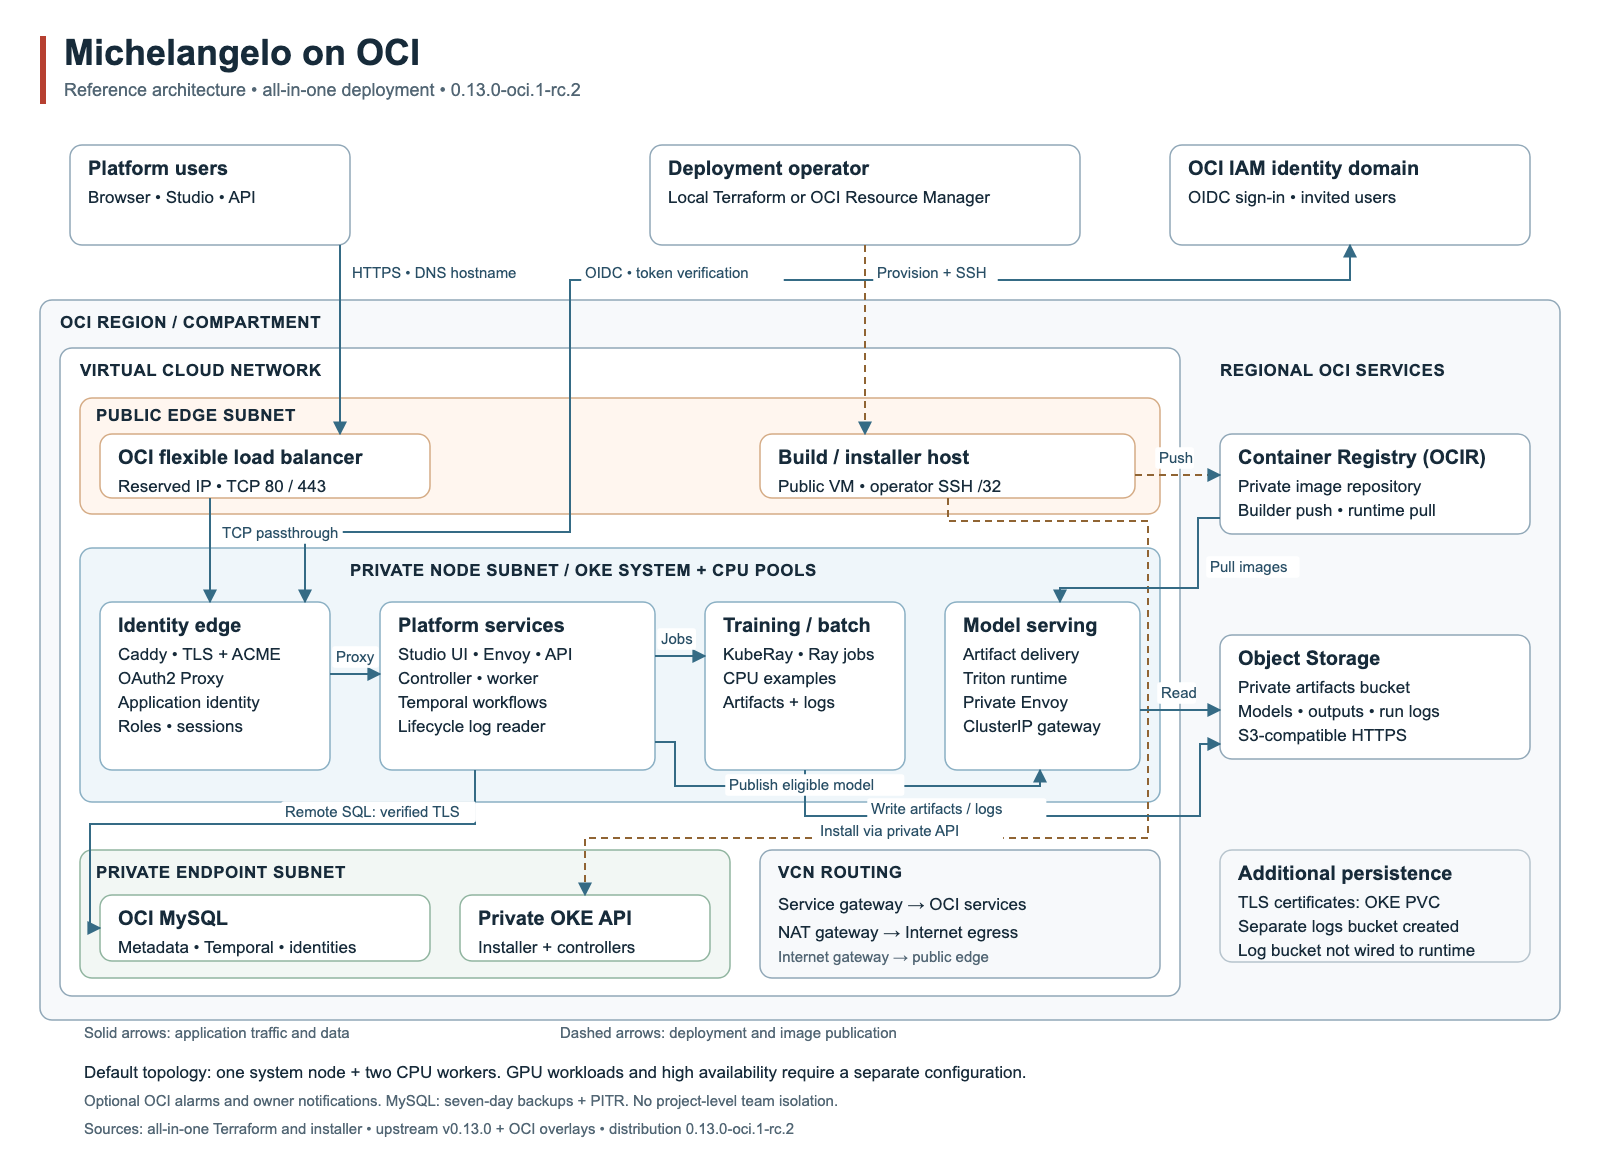 Michelangelo on OCI
Reference architecture • all-in-one deployment • 0.13.0-oci.1-rc.2
Platform users
Browser • Studio • API
Deployment operator
Local Terraform or OCI Resource Manager
OCI IAM identity domain
OIDC sign-in • invited users
HTTPS • DNS hostname
OIDC • token verification
Provision + SSH
OCI REGION / COMPARTMENT
VIRTUAL CLOUD NETWORK
REGIONAL OCI SERVICES
PUBLIC EDGE SUBNET
OCI flexible load balancer
Reserved IP • TCP 80 / 443
Build / installer host
Public VM • operator SSH /32
Push
Container Registry (OCIR)
Private image repository
Builder push • runtime pull
TCP passthrough
Pull images
PRIVATE NODE SUBNET / OKE SYSTEM + CPU POOLS
Identity edge
Caddy • TLS + ACME
OAuth2 Proxy
Application identity
Roles • sessions
Proxy
Platform services
Studio UI • Envoy • API
Controller • worker
Temporal workflows
Lifecycle log reader
Jobs
Training / batch
KubeRay • Ray jobs
CPU examples
Artifacts + logs
Model serving
Artifact delivery
Triton runtime
Private Envoy
ClusterIP gateway
Read
Object Storage
Private artifacts bucket
Models • outputs • run logs
S3-compatible HTTPS
Publish eligible model
Remote SQL: verified TLS
Write artifacts / logs
Install via private API
PRIVATE ENDPOINT SUBNET
OCI MySQL
Metadata • Temporal • identities
Private OKE API
Installer + controllers
VCN ROUTING
Service gateway → OCI services
NAT gateway → Internet egress
Internet gateway → public edge
Additional persistence
TLS certificates: OKE PVC
Separate logs bucket created
Log bucket not wired to runtime
Solid arrows: application traffic and data
Dashed arrows: deployment and image publication
Default topology: one system node + two CPU workers. GPU workloads and high availability require a separate configuration.
Optional OCI alarms and owner notifications. MySQL: seven-day backups + PITR. No project-level team isolation.
Sources: all-in-one Terraform and installer • upstream v0.13.0 + OCI overlays • distribution 0.13.0-oci.1-rc.2